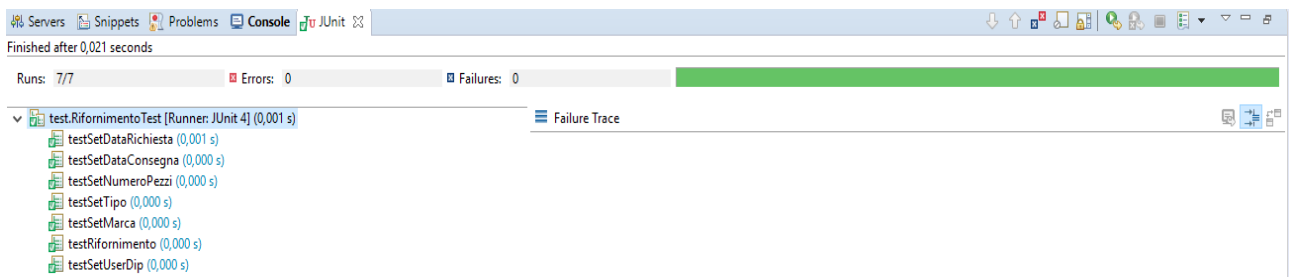 Servers Snippets Problems Console Ju JUnit
Finished after 0,021 seconds
Runs: 7/7 Errors: 0 Failures: 0
test.RifornimentoTest [Runner: JUnit 4] (0,001 s) Failure Trace
testSetDataRichiesta (0,001 s)
testSetDataConsegna (0,000 s)
testSetNumeroPezzi (0,000 s)
testSetTipo (0,000 s)
testSetMarca (0,000 s)
testRifornimento (0,000 s)
testSetUserDip (0,000 s)